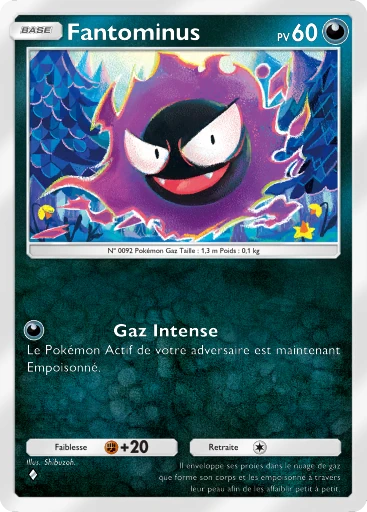 BASE Fantominus PV 60
N° 0092 Pokémon Gaz Taille : 1,3 m Poids : 0,1 kg
Gaz Intense
Le Pokémon Actif de votre adversaire est maintenant
Empoisonné.
Faiblesse +20 Retraite
Illus. Shibuzoh.
Il enveloppe ses proies dans le nuage de gaz
que forme son corps et les empoisonne à travers
leur peau afin de les affaiblir petit à petit.